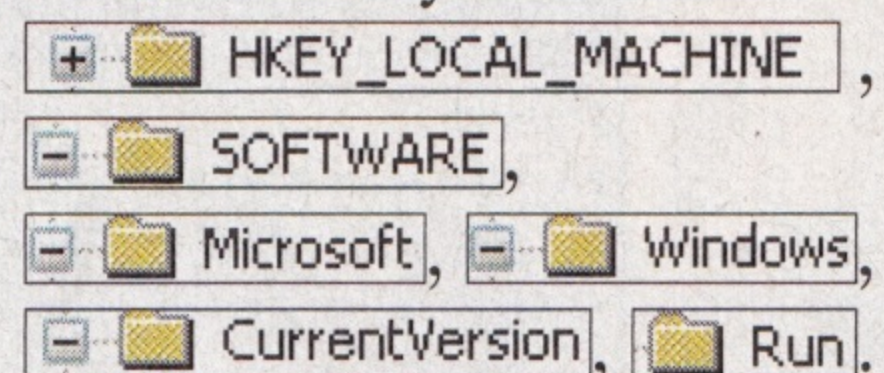 HKEY_LOCAL_MACHINE ,
SOFTWARE,
Microsoft, Windows,
CurrentVersion, Run.